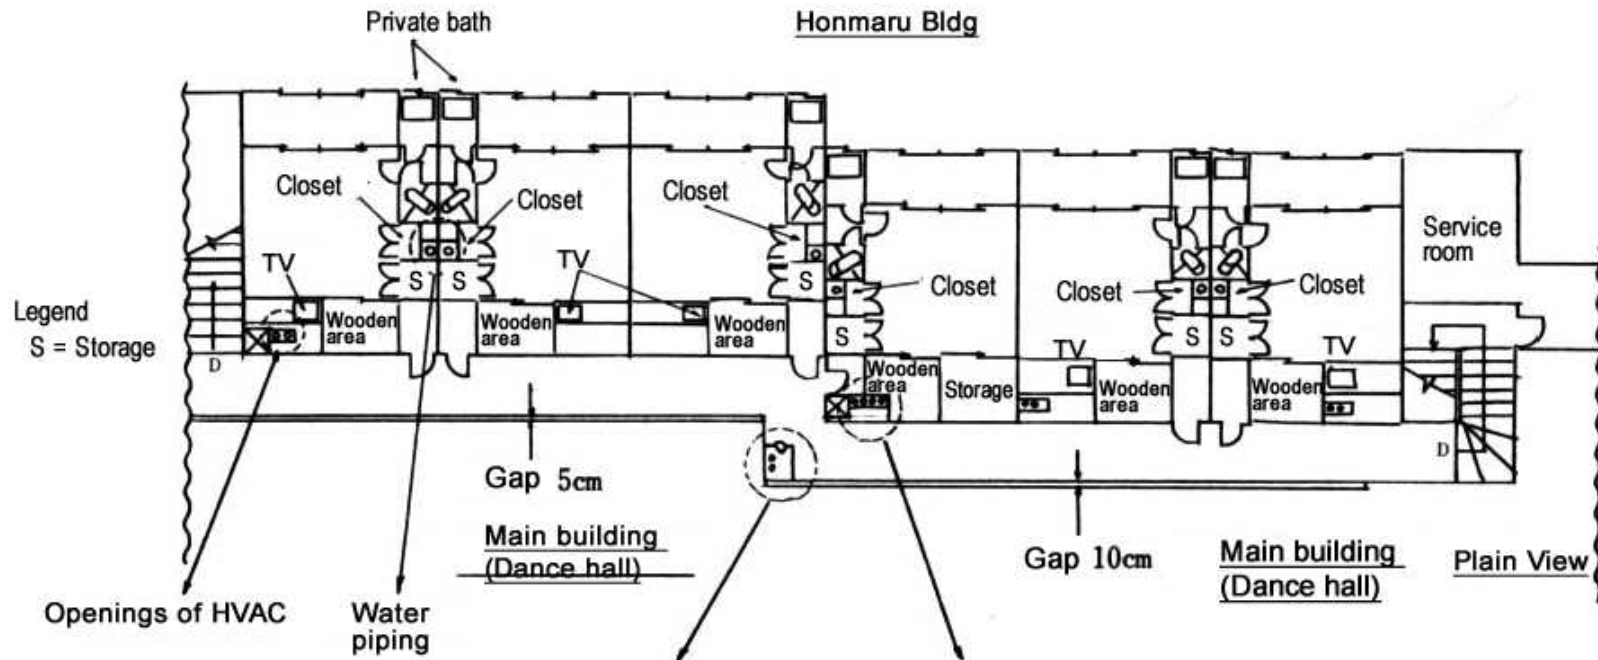 Private bath
Honmaru Bldg
Closet
Closet
Closet
Service
room
TV
S
S
TV
S
Closet
Closet
Closet
Legend
S = Storage
Wooden
area
Wooden
area
Wooden
area
S
S
S
TV
TV
D
Wooden
area
Storage
Wooden
area
Wooden
area
D
Gap 5cm
Main building
(Dance hall)
Gap 10cm
Main building
(Dance hall)
Plain View
Openings of HVAC
Water
piping